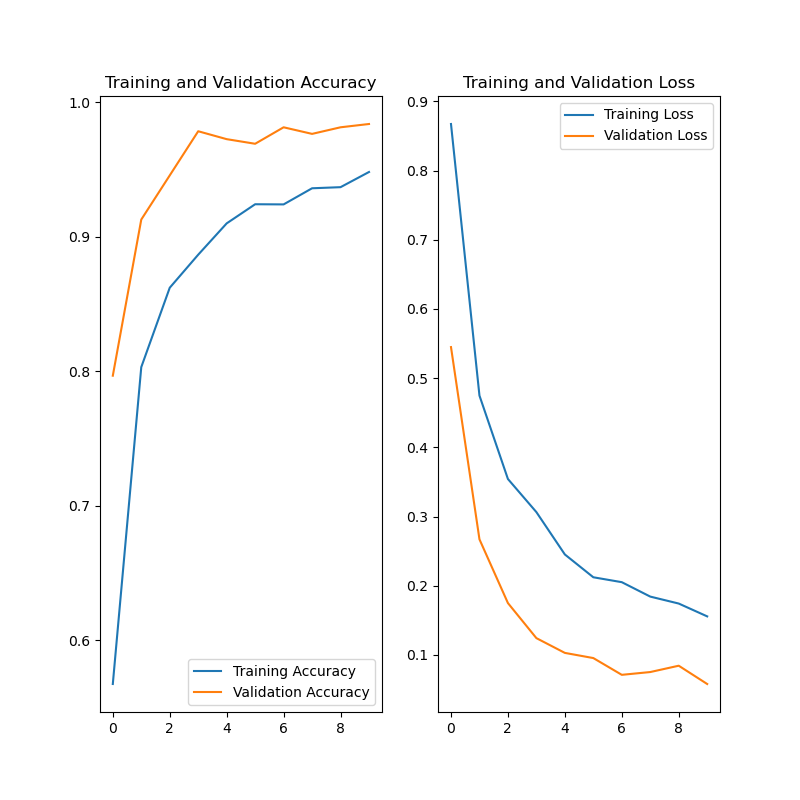 Training and Validation Accuracy
1.0
0.9
0.8
0.7
0.6
0 2 4 6 8
Training Accuracy
Validation Accuracy
Training and Validation Loss
0.9
0.8
0.7
0.6
0.5
0.4
0.3
0.2
0.1
0 2 4 6 8
Training Loss
Validation Loss